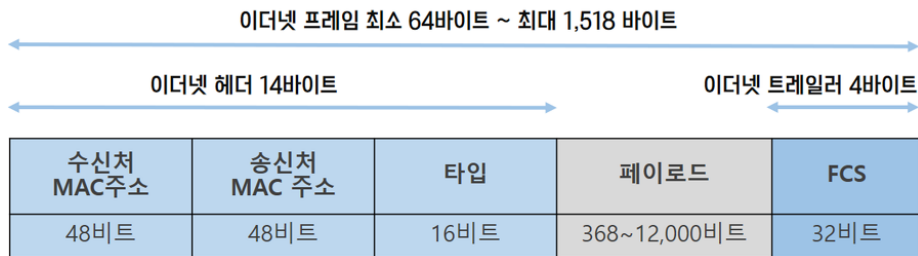 이더넷 프레임 최소 64바이트 ~ 최대 1,518 바이트
이더넷 헤더 14바이트
이더넷 트레일러 4바이트
수신처
MAC주소
송신처
MAC 주소
타입
페이로드
FCS
48비트
48비트
16비트
368~12,000비트
32비트